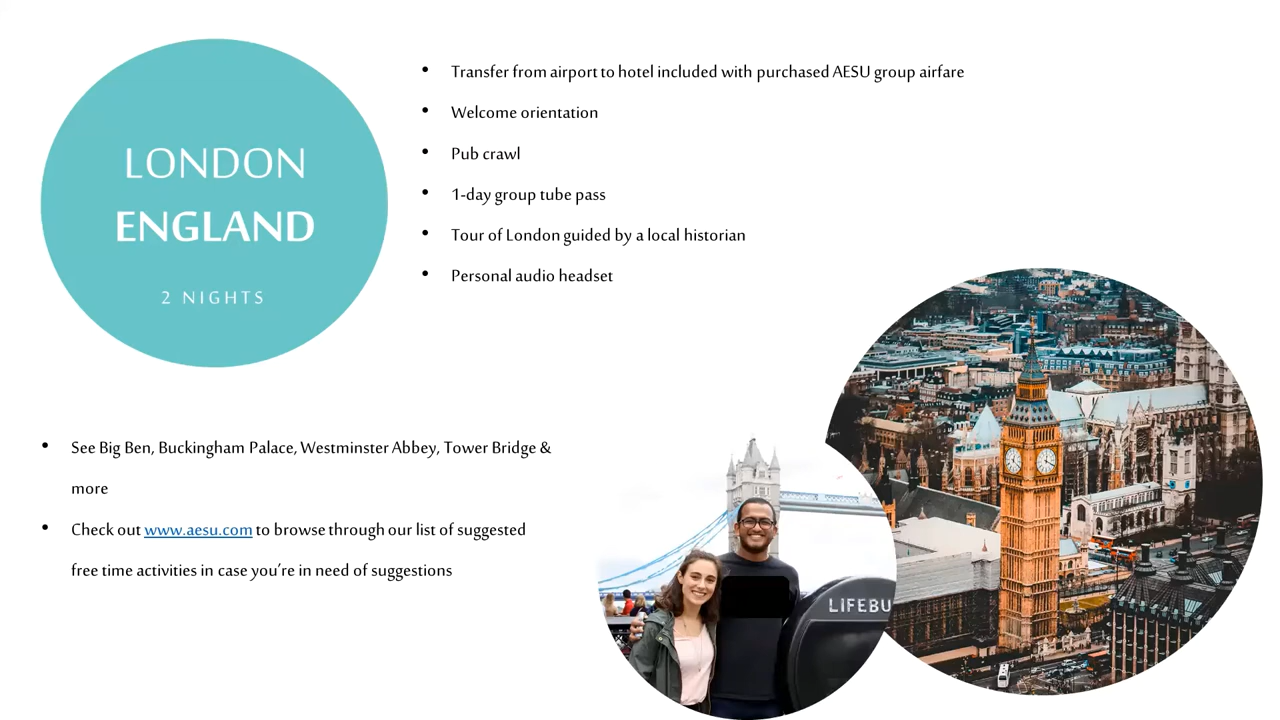 LONDON
ENGLAND
2 NIGHTS
• Transfer from airport to hotel included with purchased AESU group airfare
• Welcome orientation
• Pub crawl
• 1-day group tube pass
• Tour of London guided by a local historian
• Personal audio headset
• See Big Ben, Buckingham Palace, Westminster Abbey, Tower Bridge &
more
• Check out www.aesu.com to browse through our list of suggested
free time activities in case you’re in need of suggestions
LIFEBU